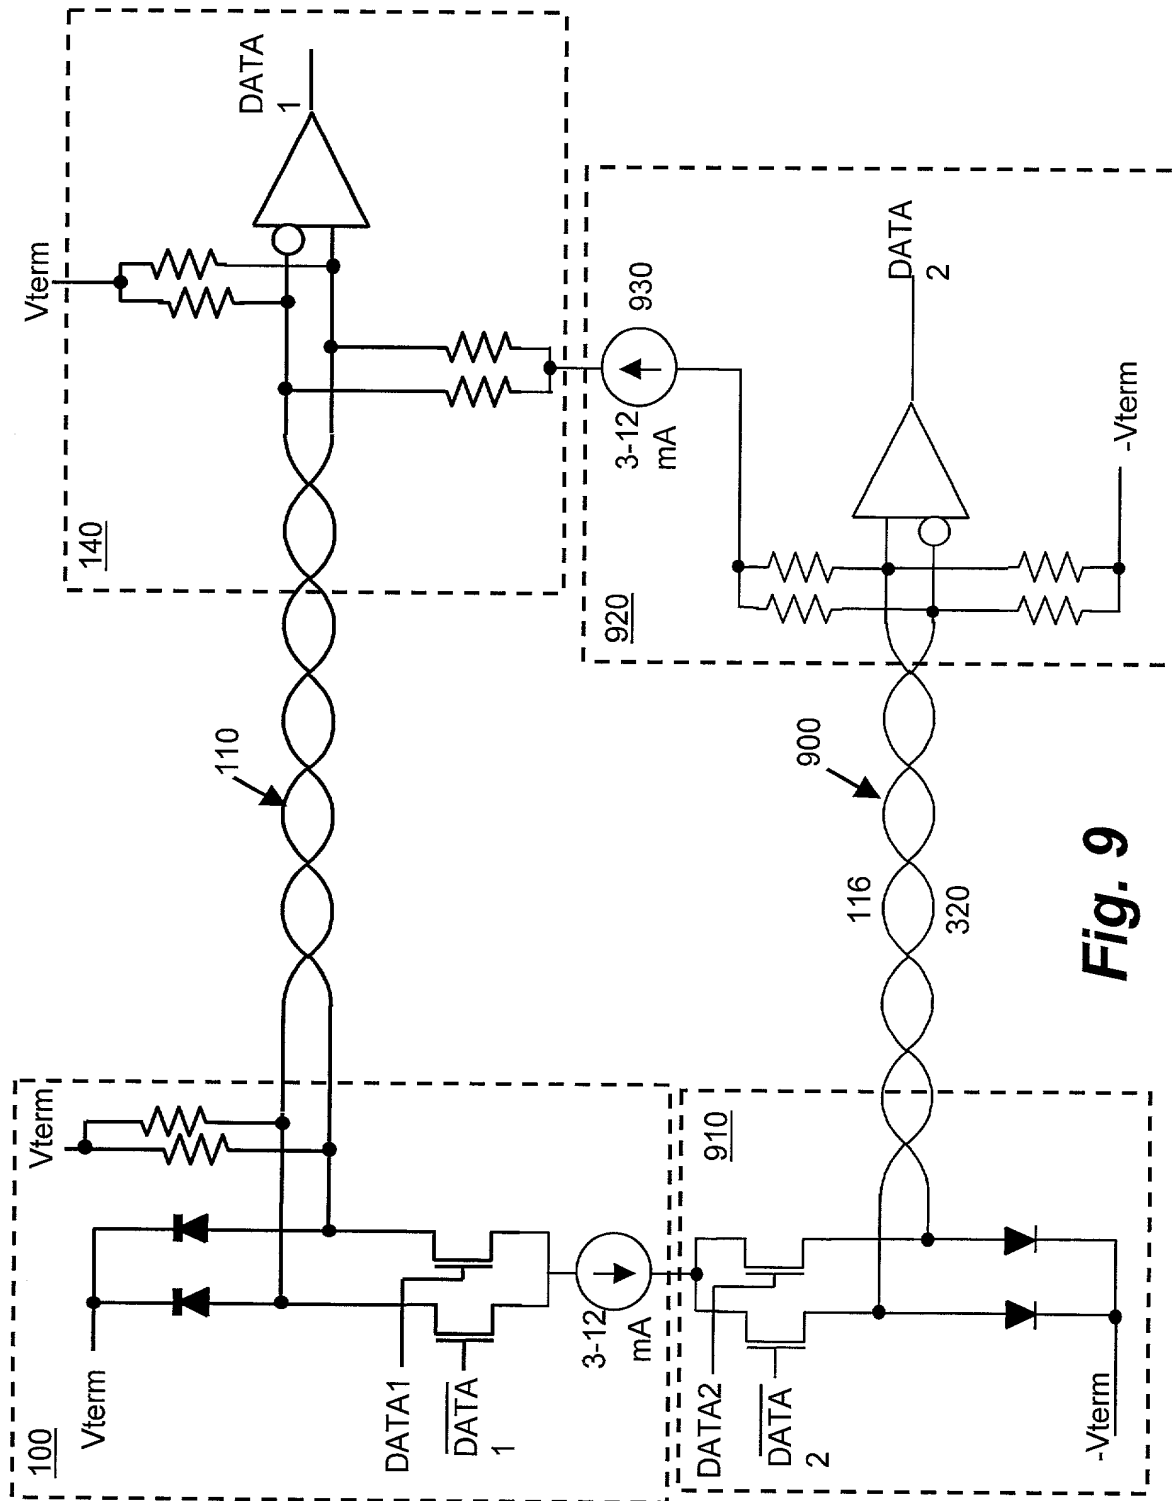 100
Vterm
Vterm
DATA1
DATA
1
3-12
mA
110
140
Vterm
DATA
1
910
DATA2
DATA
2
-Vterm
900
116
320
920
3-12
mA
930
DATA
2
-Vterm
Fig. 9